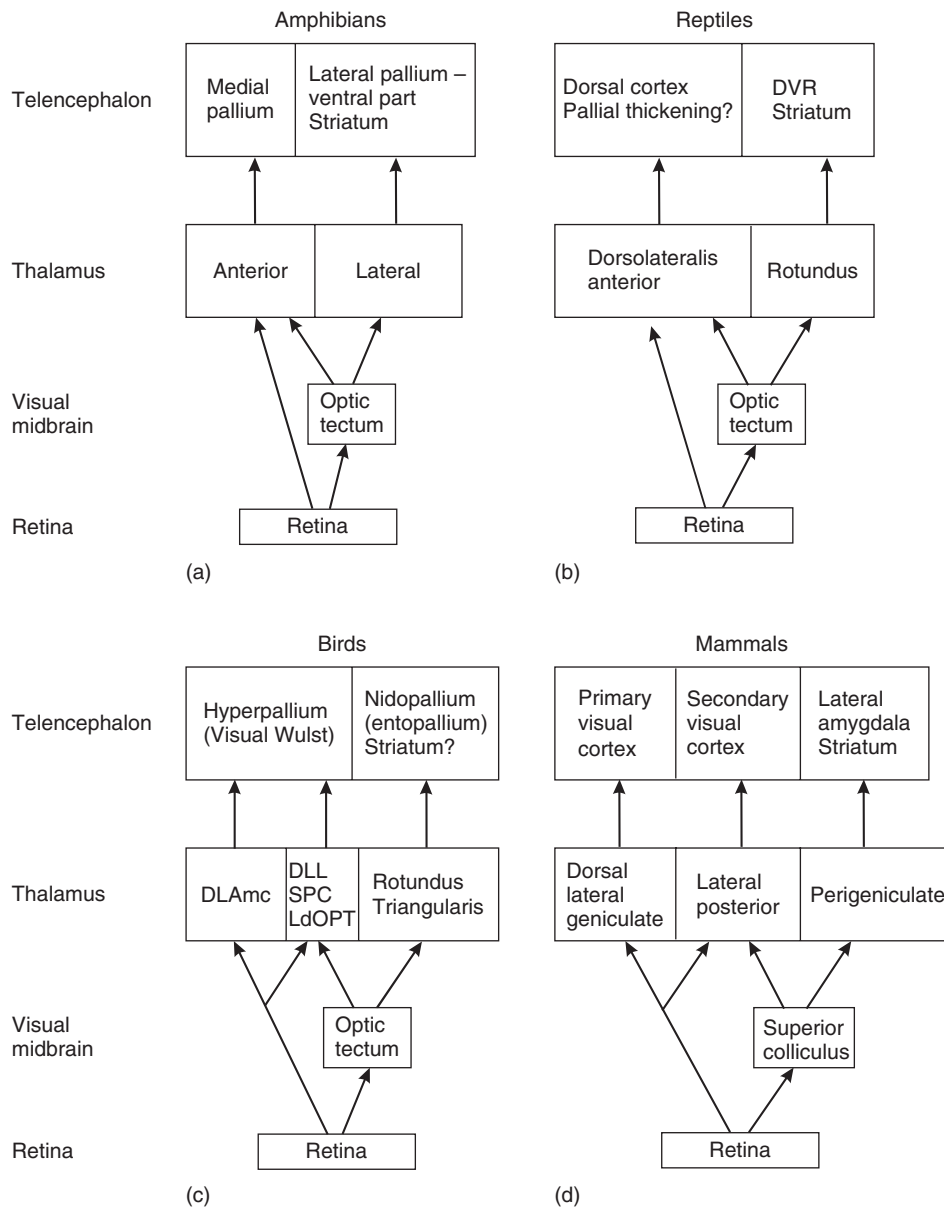 Amphibians
Telencephalon
Medial
pallium
Lateral pallium –
ventral part
Striatum
Thalamus
Anterior
Lateral
Visual
midbrain
Optic
tectum
Retina
Retina
(a)
Reptiles
Dorsal cortex
Pallial thickening?
DVR
Striatum
Dorsolateralis
anterior
Rotundus
Optic
tectum
Retina
(b)
Birds
Telencephalon
Hyperpallium
(Visual Wulst)
Nidopallium
(entopallium)
Striatum?
Thalamus
DLAmc
DLL
SPC
LdOPT
Rotundus
Triangularis
Visual
midbrain
Optic
tectum
Retina
Retina
(c)
Mammals
Primary
visual
cortex
Secondary
visual
cortex
Lateral
amygdala
Striatum
Dorsal
lateral
geniculate
Lateral
posterior
Perigeniculate
Superior
colliculus
Retina
(d)